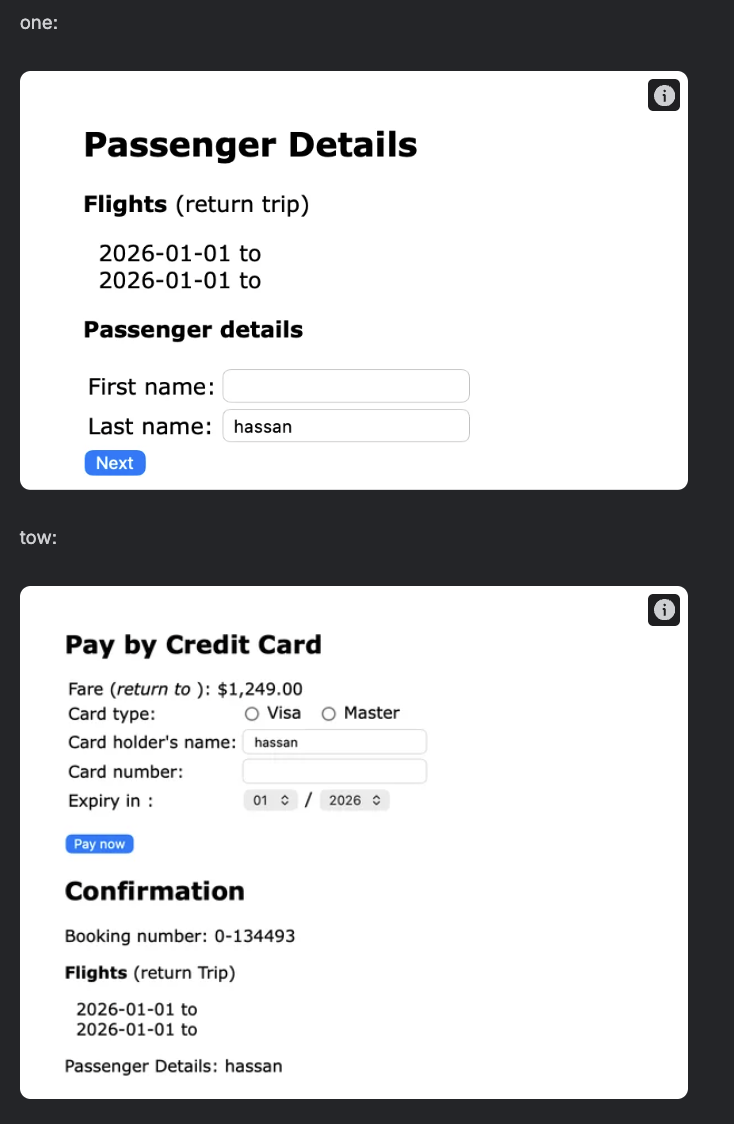 one:
Passenger Details
Flights (return trip)
2026-01-01 to
2026-01-01 to
Passenger details
First name:
Last name: hassan
Next
tow:
Pay by Credit Card
Fare (return to ): $1,249.00
Card type: Visa Master
Card holder's name: hassan
Card number:
Expiry in : 01 / 2026
Pay now
Confirmation
Booking number: 0-134493
Flights (return Trip)
2026-01-01 to
2026-01-01 to
Passenger Details: hassan